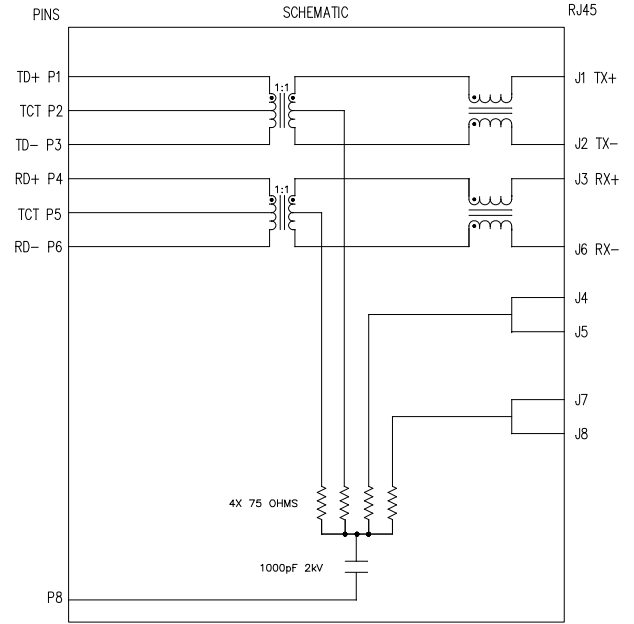 PINS SCHEMATIC RJ45
TD+ P1 1:1 J1 TX+
TCT P2
TD- P3 J2 TX-
RD+ P4 1:1 J3 RX+
TCT P5
RD- P6 J6 RX-
J4
J5
J7
J8
4X 75 OHMS
1000pF 2kV
P8